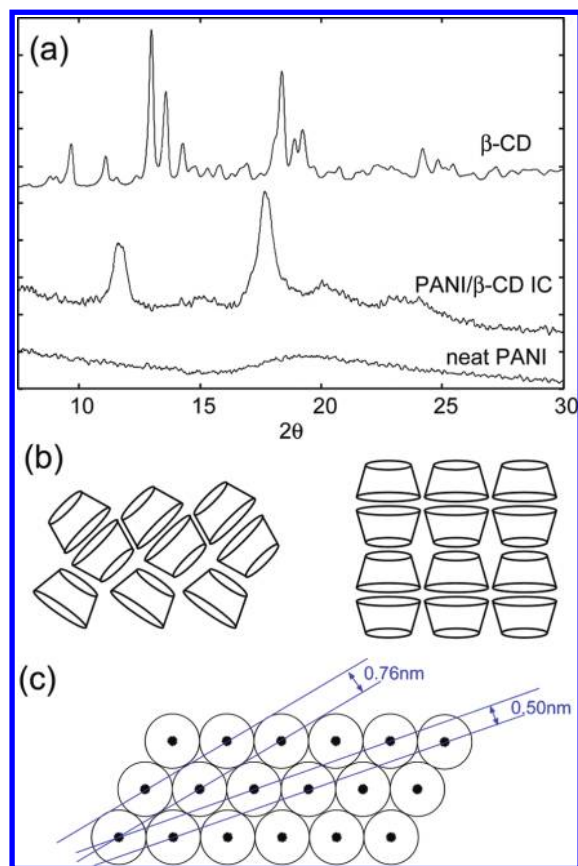 (a)
β-CD
PANI/β-CD IC
neat PANI
10 15 20 25 30
2θ
(b)
(c)
0.76nm
0.50nm